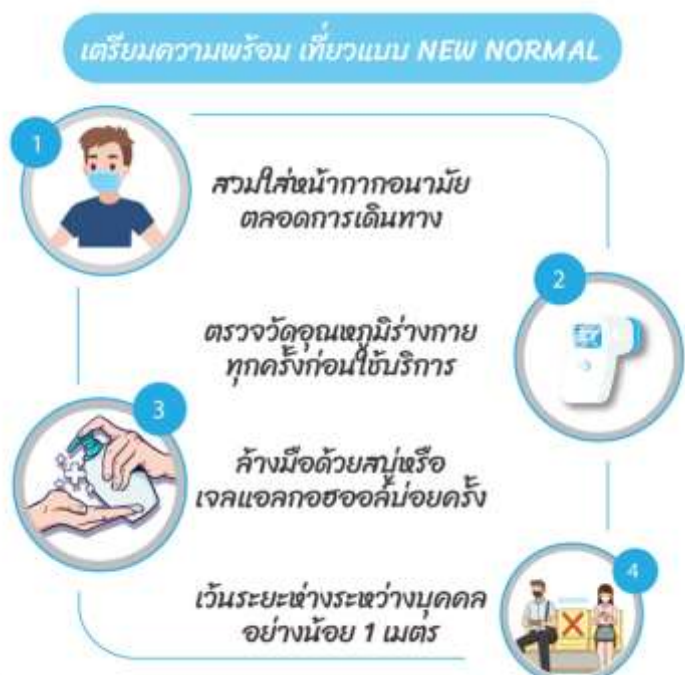 เตรียมความพร้อม เที่ยวแบบ NEW NORMAL
1
สวมใส่หน้ากากอนามัย
ตลอดการเดินทาง
2
ตรวจวัดอุณหภูมิร่างกาย
ทุกครั้งก่อนใช้บริการ
3
ล้างมือด้วยสบู่หรือ
เจลแอลกอฮออล์บ่อยครั้ง
4
เว้นระยะห่างระหว่างบุคคล
อย่างน้อย 1 เมตร